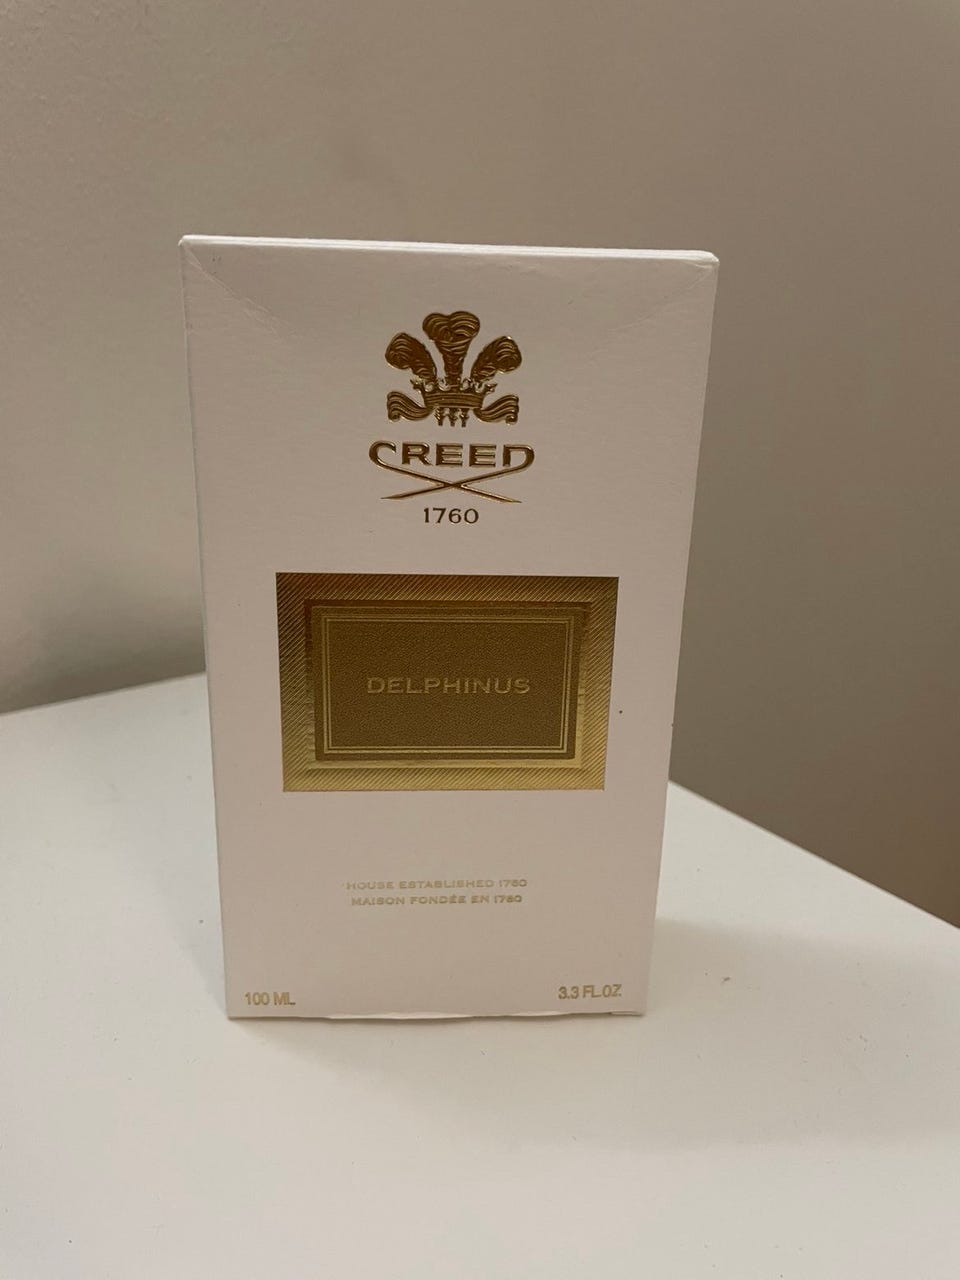 CREED
1760
DELPHINUS
HOUSE ESTABLISHED 1760
MAISON FONDÉE EN 1760
100 ML
3.3 FL.OZ.